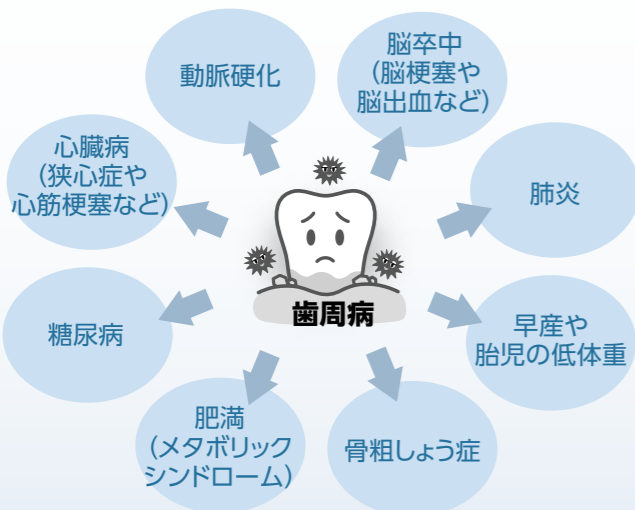 動脈硬化
脳卒中
(脳梗塞や
脳出血など)
心臓病
(狭心症や
心筋梗塞など)
肺炎
歯周病
糖尿病
早産や
胎児の低体重
肥満
(メタボリック
シンドローム)
骨粗しょう症